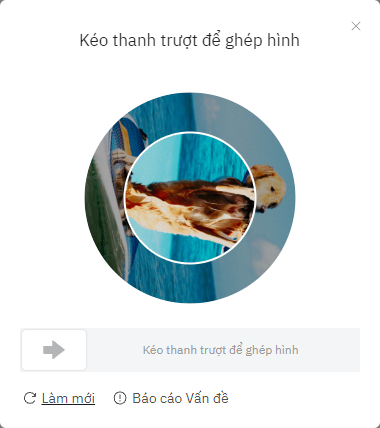 Kéo thanh trượt để ghép hình
Kéo thanh trượt để ghép hình
Làm mới
Báo cáo Vấn đề